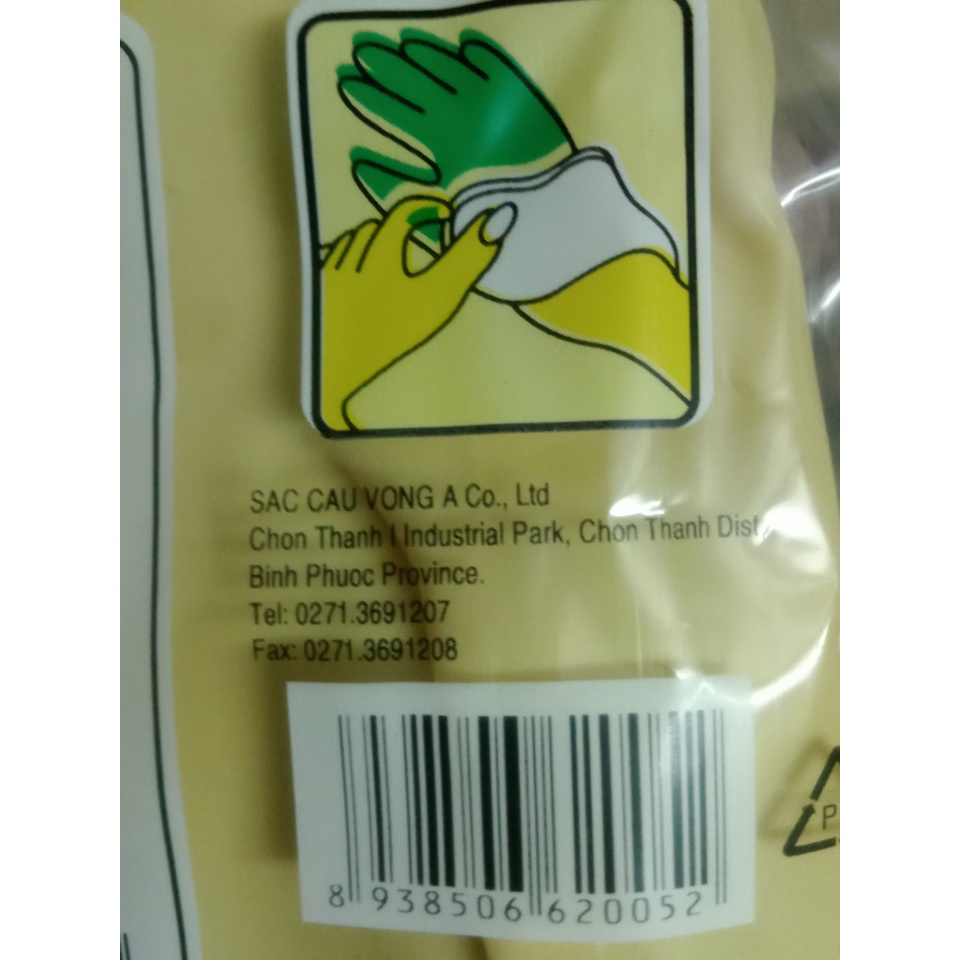 SAC CAU VONG A Co., Ltd
Chon Thanh I Industrial Park, Chon Thanh Dist,
Binh Phuoc Province.
Tel: 0271.3691207
Fax: 0271.3691208
8 938506 620052
P